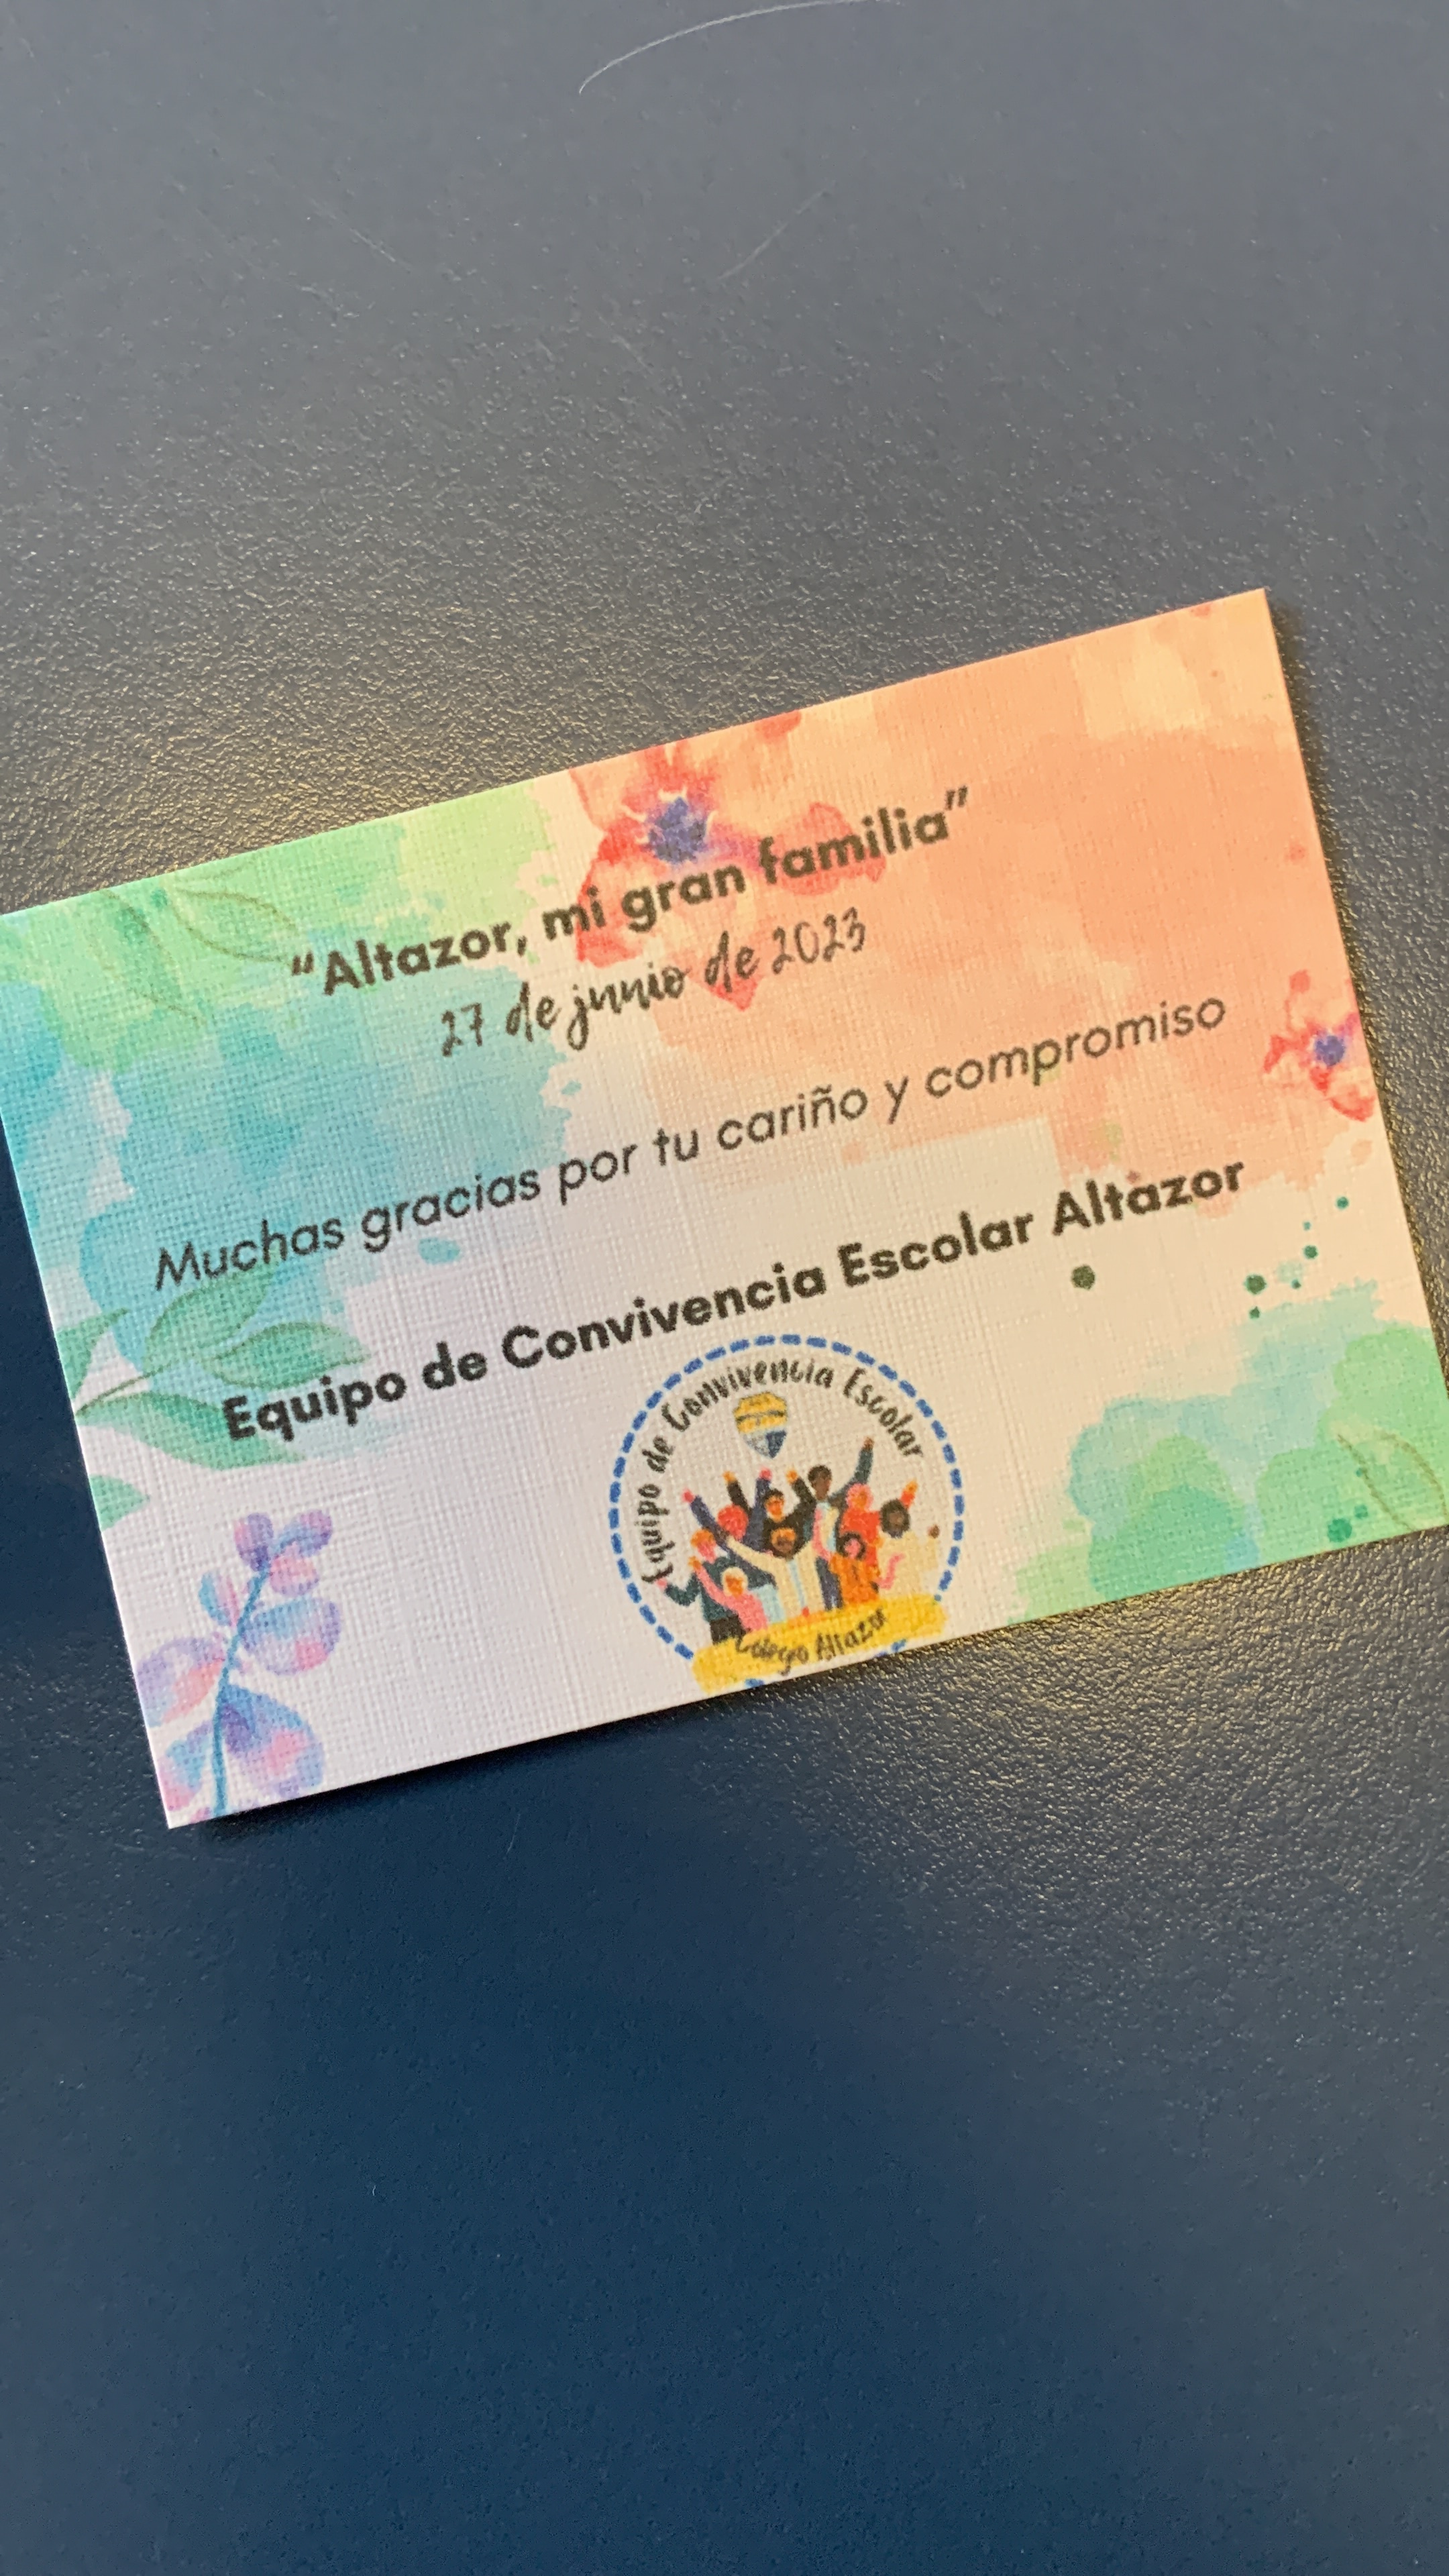 “Altazor, mi gran familia”
27 de junio de 2023
Muchas gracias por tu cariño y compromiso
Equipo de Convivencia Escolar Altazor
Equipo de Convivencia Escolar
Colegio Altazor